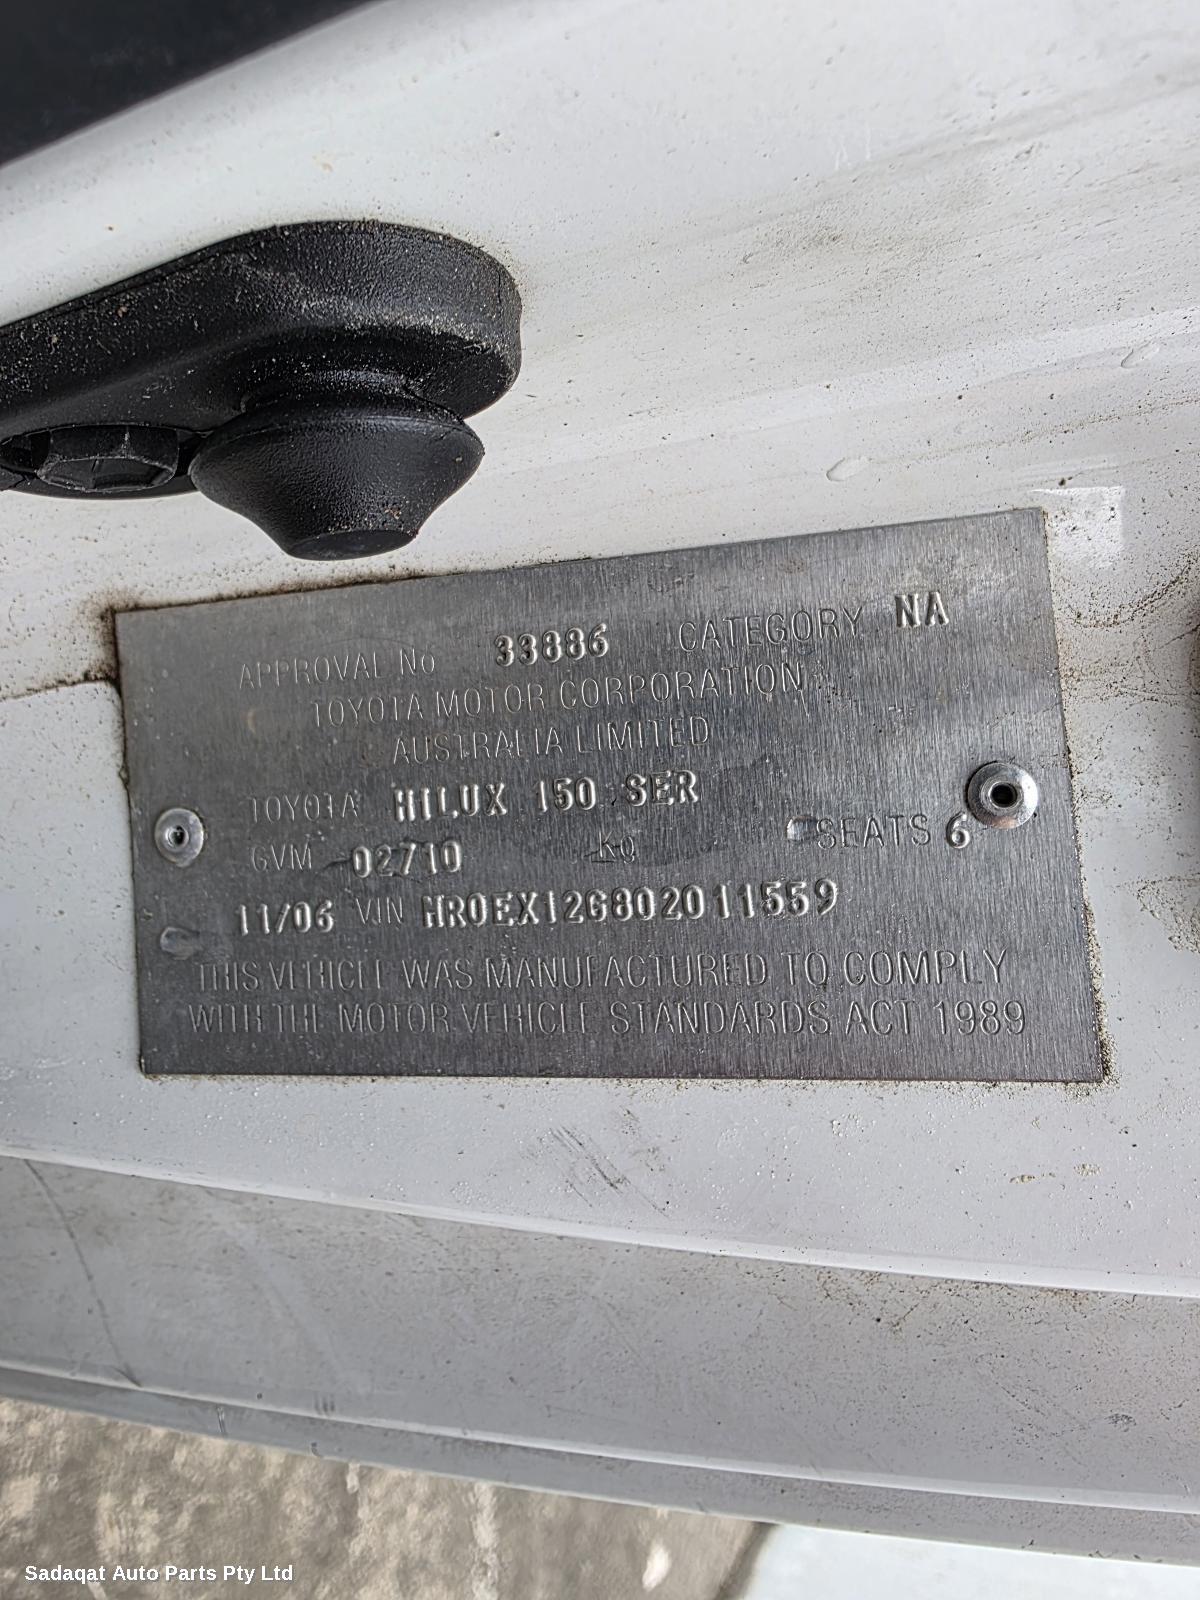 APPROVAL No 33886 CATEGORY NA
TOYOTA MOTOR CORPORATION
AUSTRALIA LIMITED
TOYOTA HILUX 150 SER
GVM 02710 KG SEATS 6
11/06 VIN MR0EX12G802011559
THIS VEHICLE WAS MANUFACTURED TO COMPLY
WITH THE MOTOR VEHICLE STANDARDS ACT 1989
Sadaqat Auto Parts Pty Ltd